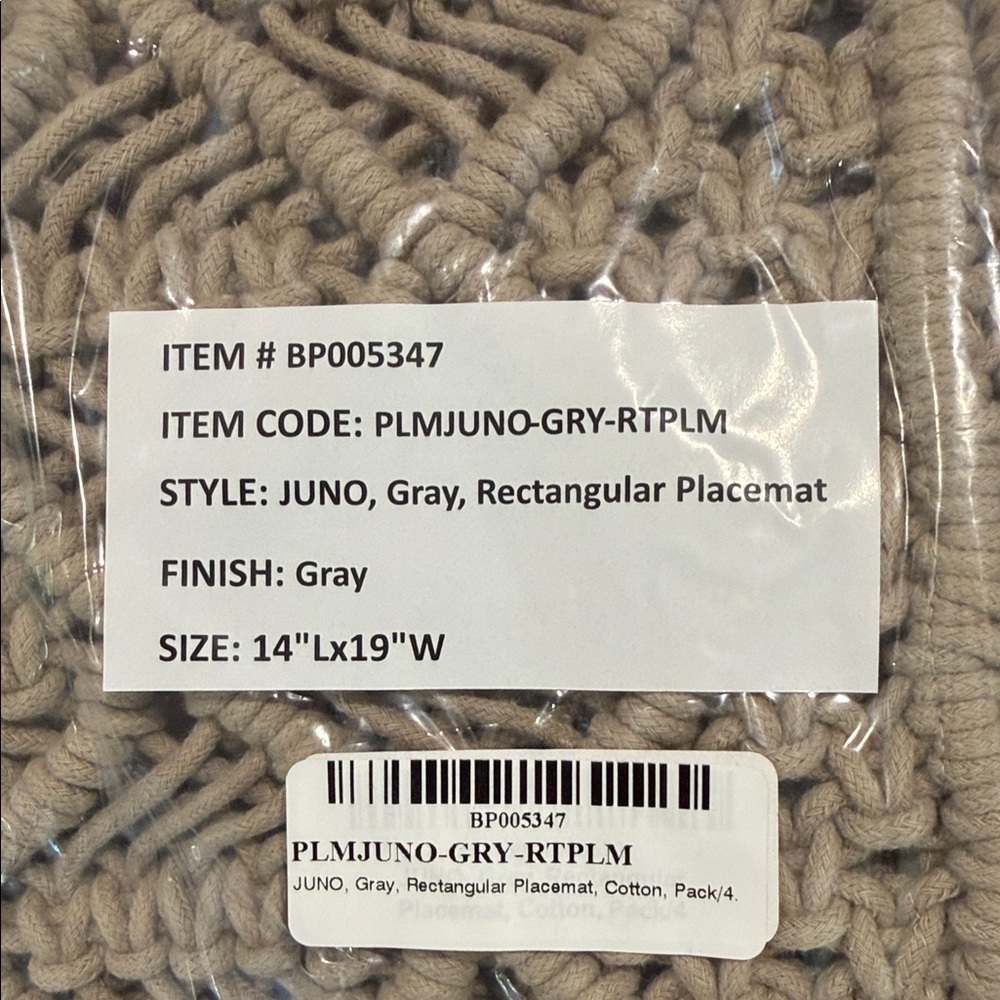 ITEM # BP005347
ITEM CODE: PLMJUNO-GRY-RTPLM
STYLE: JUNO, Gray, Rectangular Placemat
FINISH: Gray
SIZE: 14"Lx19"W
BP005347
PLMJUNO-GRY-RTPLM
JUNO, Gray, Rectangular Placemat, Cotton, Pack/4.